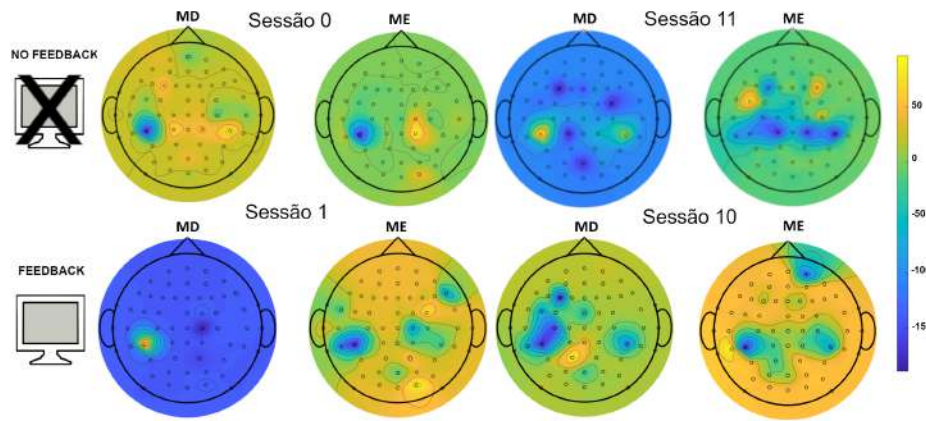 Sessão 0
Sessão 11
MD
ME
MD
ME
NO FEEDBACK
50
0
-50
-100
-15
Sessão 1
Sessão 10
MD
ME
MD
ME
FEEDBACK